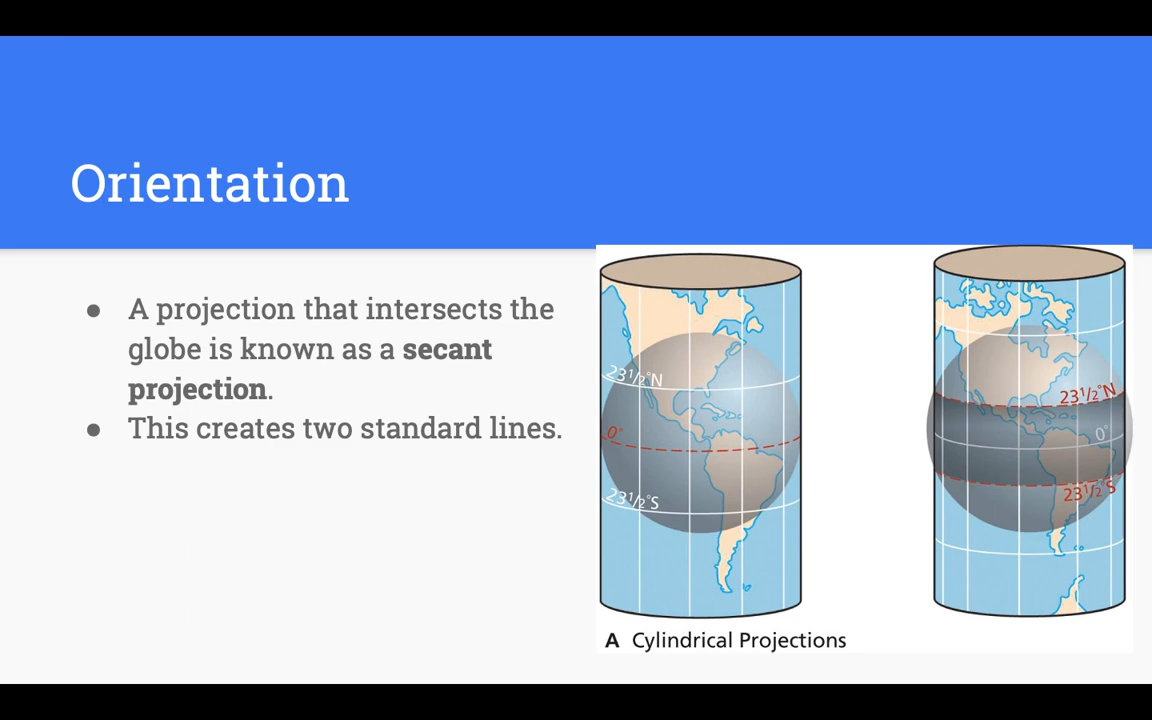 Orientation
● A projection that intersects the
globe is known as a secant
projection.
● This creates two standard lines.
23½°N
0°
23½°S
23½°N
0°
23½°S
A Cylindrical Projections